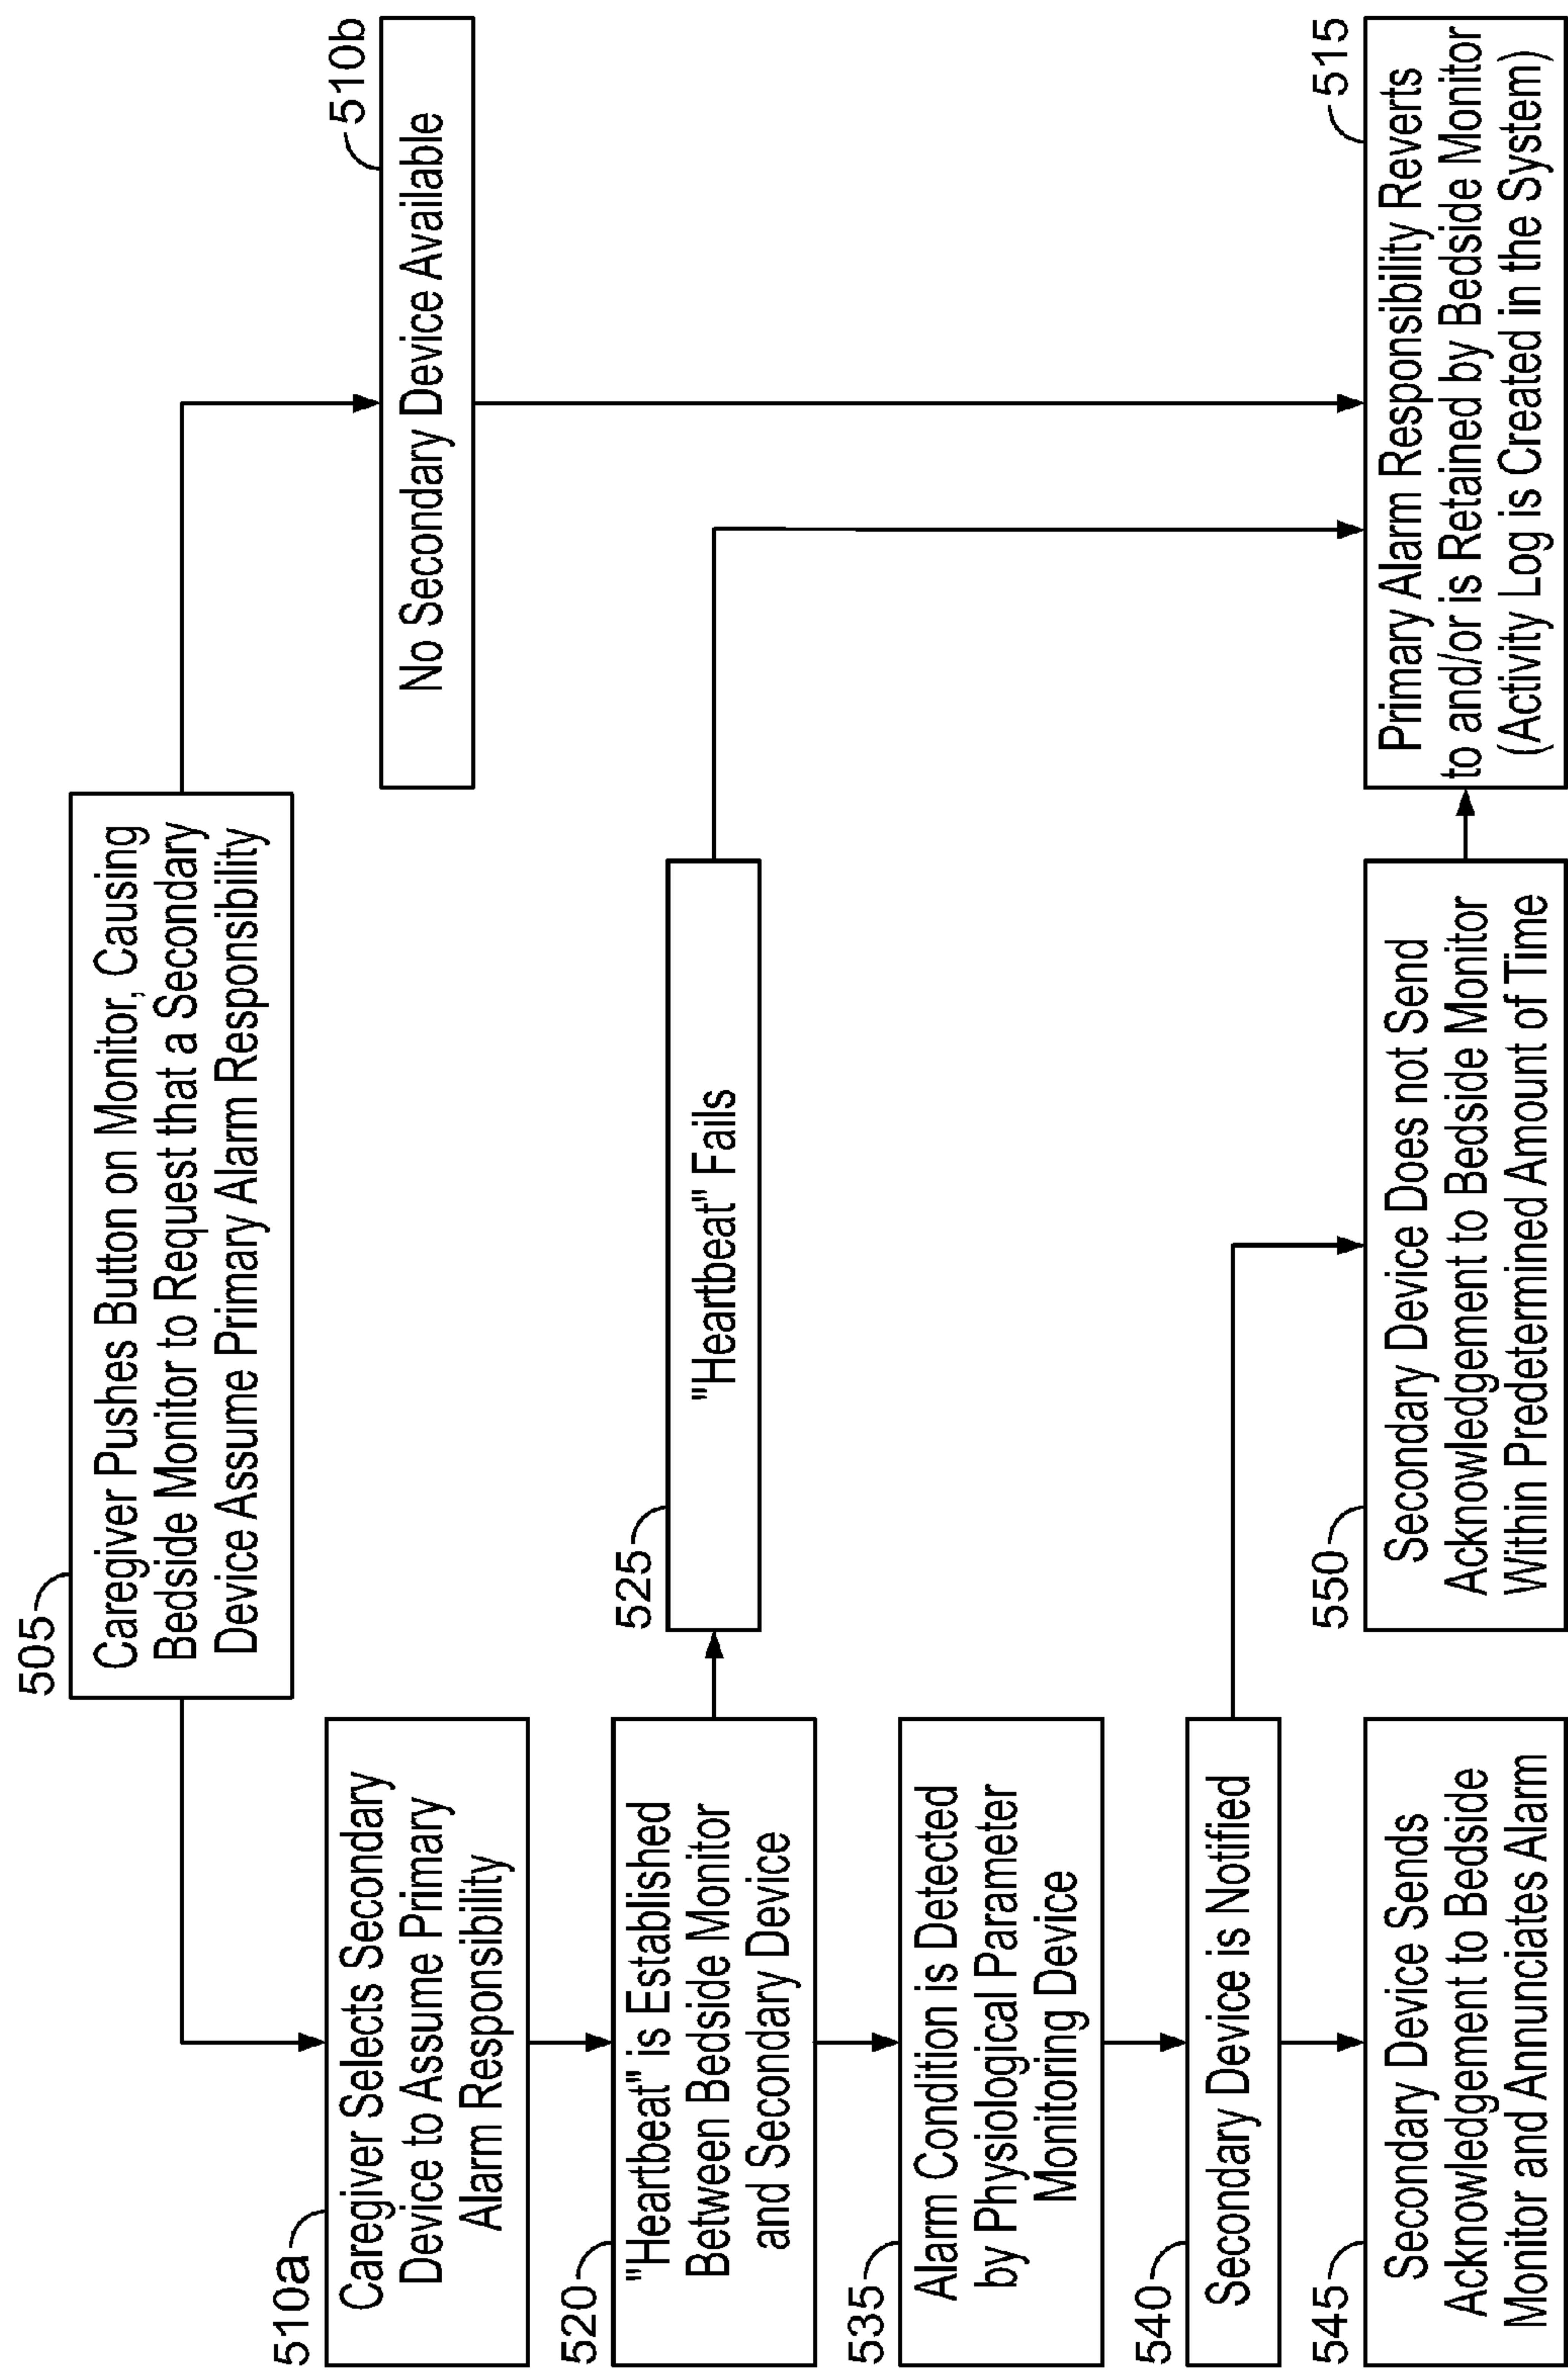 505
Caregiver Pushes Button on Monitor, Causing
Bedside Monitor to Request that a Secondary
Device Assume Primary Alarm Responsibility
510a
Caregiver Selects Secondary
Device to Assume Primary
Alarm Responsibility
510b
No Secondary Device Available
520
"Heartbeat" is Established
Between Bedside Monitor
and Secondary Device
525
"Heartbeat" Fails
535
Alarm Condition is Detected
by Physiological Parameter
Monitoring Device
540
Secondary Device is Notified
545
Secondary Device Sends
Acknowledgement to Bedside
Monitor and Annunciates Alarm
550
Secondary Device Does not Send
Acknowledgement to Bedside Monitor
Within Predetermined Amount of Time
515
Primary Alarm Responsibility Reverts
to and/or is Retained by Bedside Monitor
(Activity Log is Created in the System)